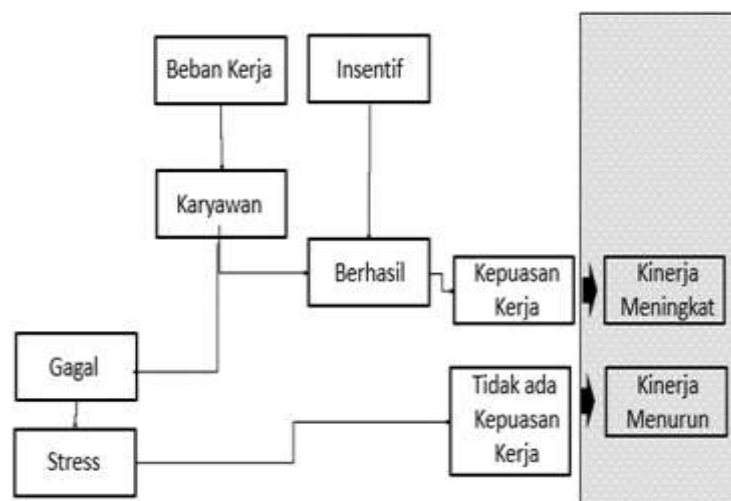 Beban Kerja
Insentif
Karyawan
Berhasil
Kepuasan
Kerja
Kinerja
Meningkat
Gagal
Tidak ada
Kepuasan
Kerja
Kinerja
Menurun
Stress